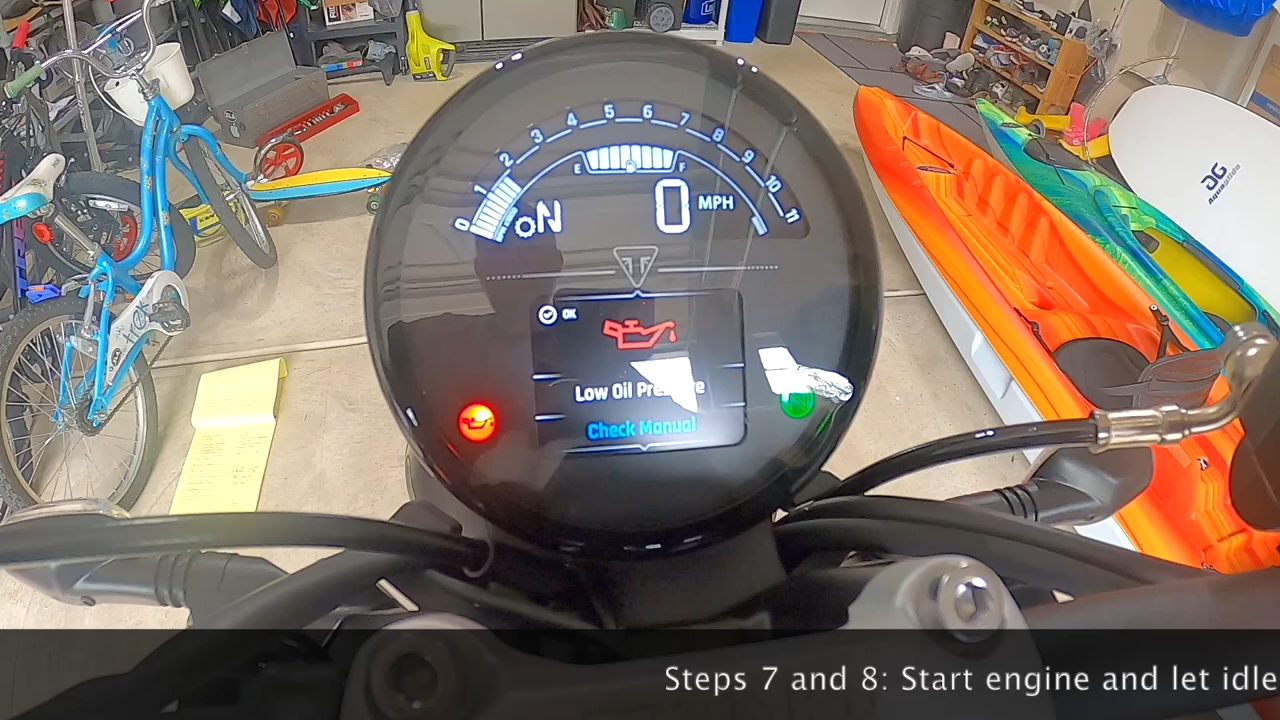 0 1 2 3 4 5 6 7 8 9 10 11
E F
N 0 MPH
OK
Low Oil Pressure
Check Manual
Steps 7 and 8: Start engine and let idle